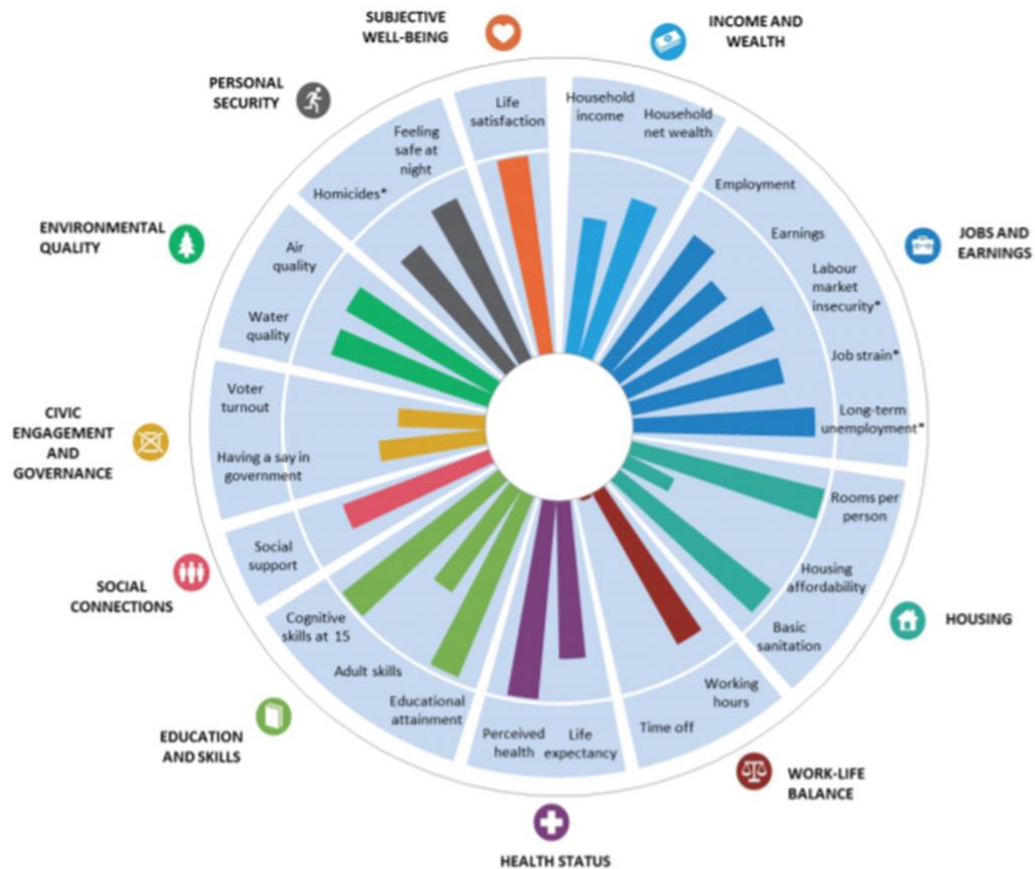 SUBJECTIVE
WELL-BEING
INCOME AND
WEALTH
PERSONAL
SECURITY
Life
satisfaction
Household
income
Household
net wealth
Feeling
safe at
night
Homicides*
Employment
Earnings
Labour
market
insecurity*
Job strain*
Long-term
unemployment*
JOBS AND
EARNINGS
ENVIRONMENTAL
QUALITY
Air
quality
Water
quality
Voter
turnout
Having a say in
government
CIVIC
ENGAGEMENT
AND
GOVERNANCE
Rooms per
person
Housing
affordability
Basic
sanitation
HOUSING
Social
support
SOCIAL
CONNECTIONS
Cognitive
skills at 15
Adult skills
Educational
attainment
EDUCATION
AND SKILLS
Perceived
health
Life
expectancy
Time off
Working
hours
WORK-LIFE
BALANCE
HEALTH STATUS